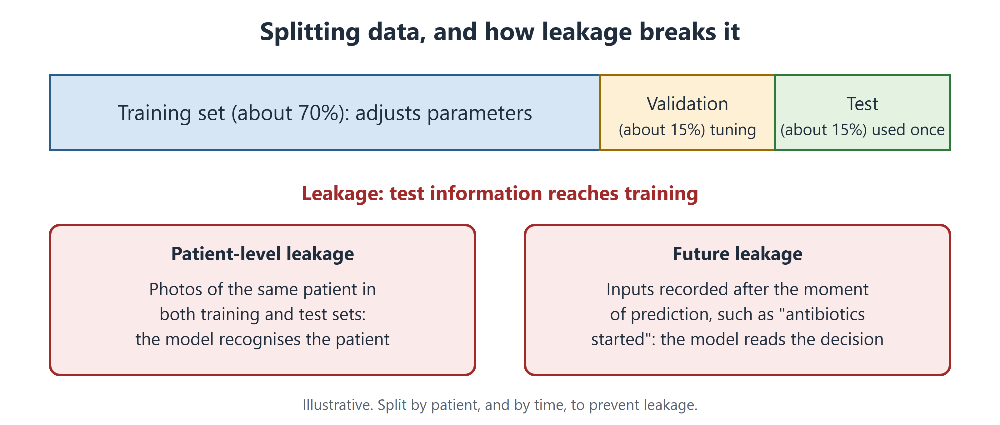 Splitting data, and how leakage breaks it
Training set (about 70%): adjusts parameters
Validation
(about 15%) tuning
Test
(about 15%) used once
Leakage: test information reaches training
Patient-level leakage
Photos of the same patient in
both training and test sets:
the model recognises the patient
Future leakage
Inputs recorded after the moment
of prediction, such as "antibiotics
started": the model reads the decision
Illustrative. Split by patient, and by time, to prevent leakage.